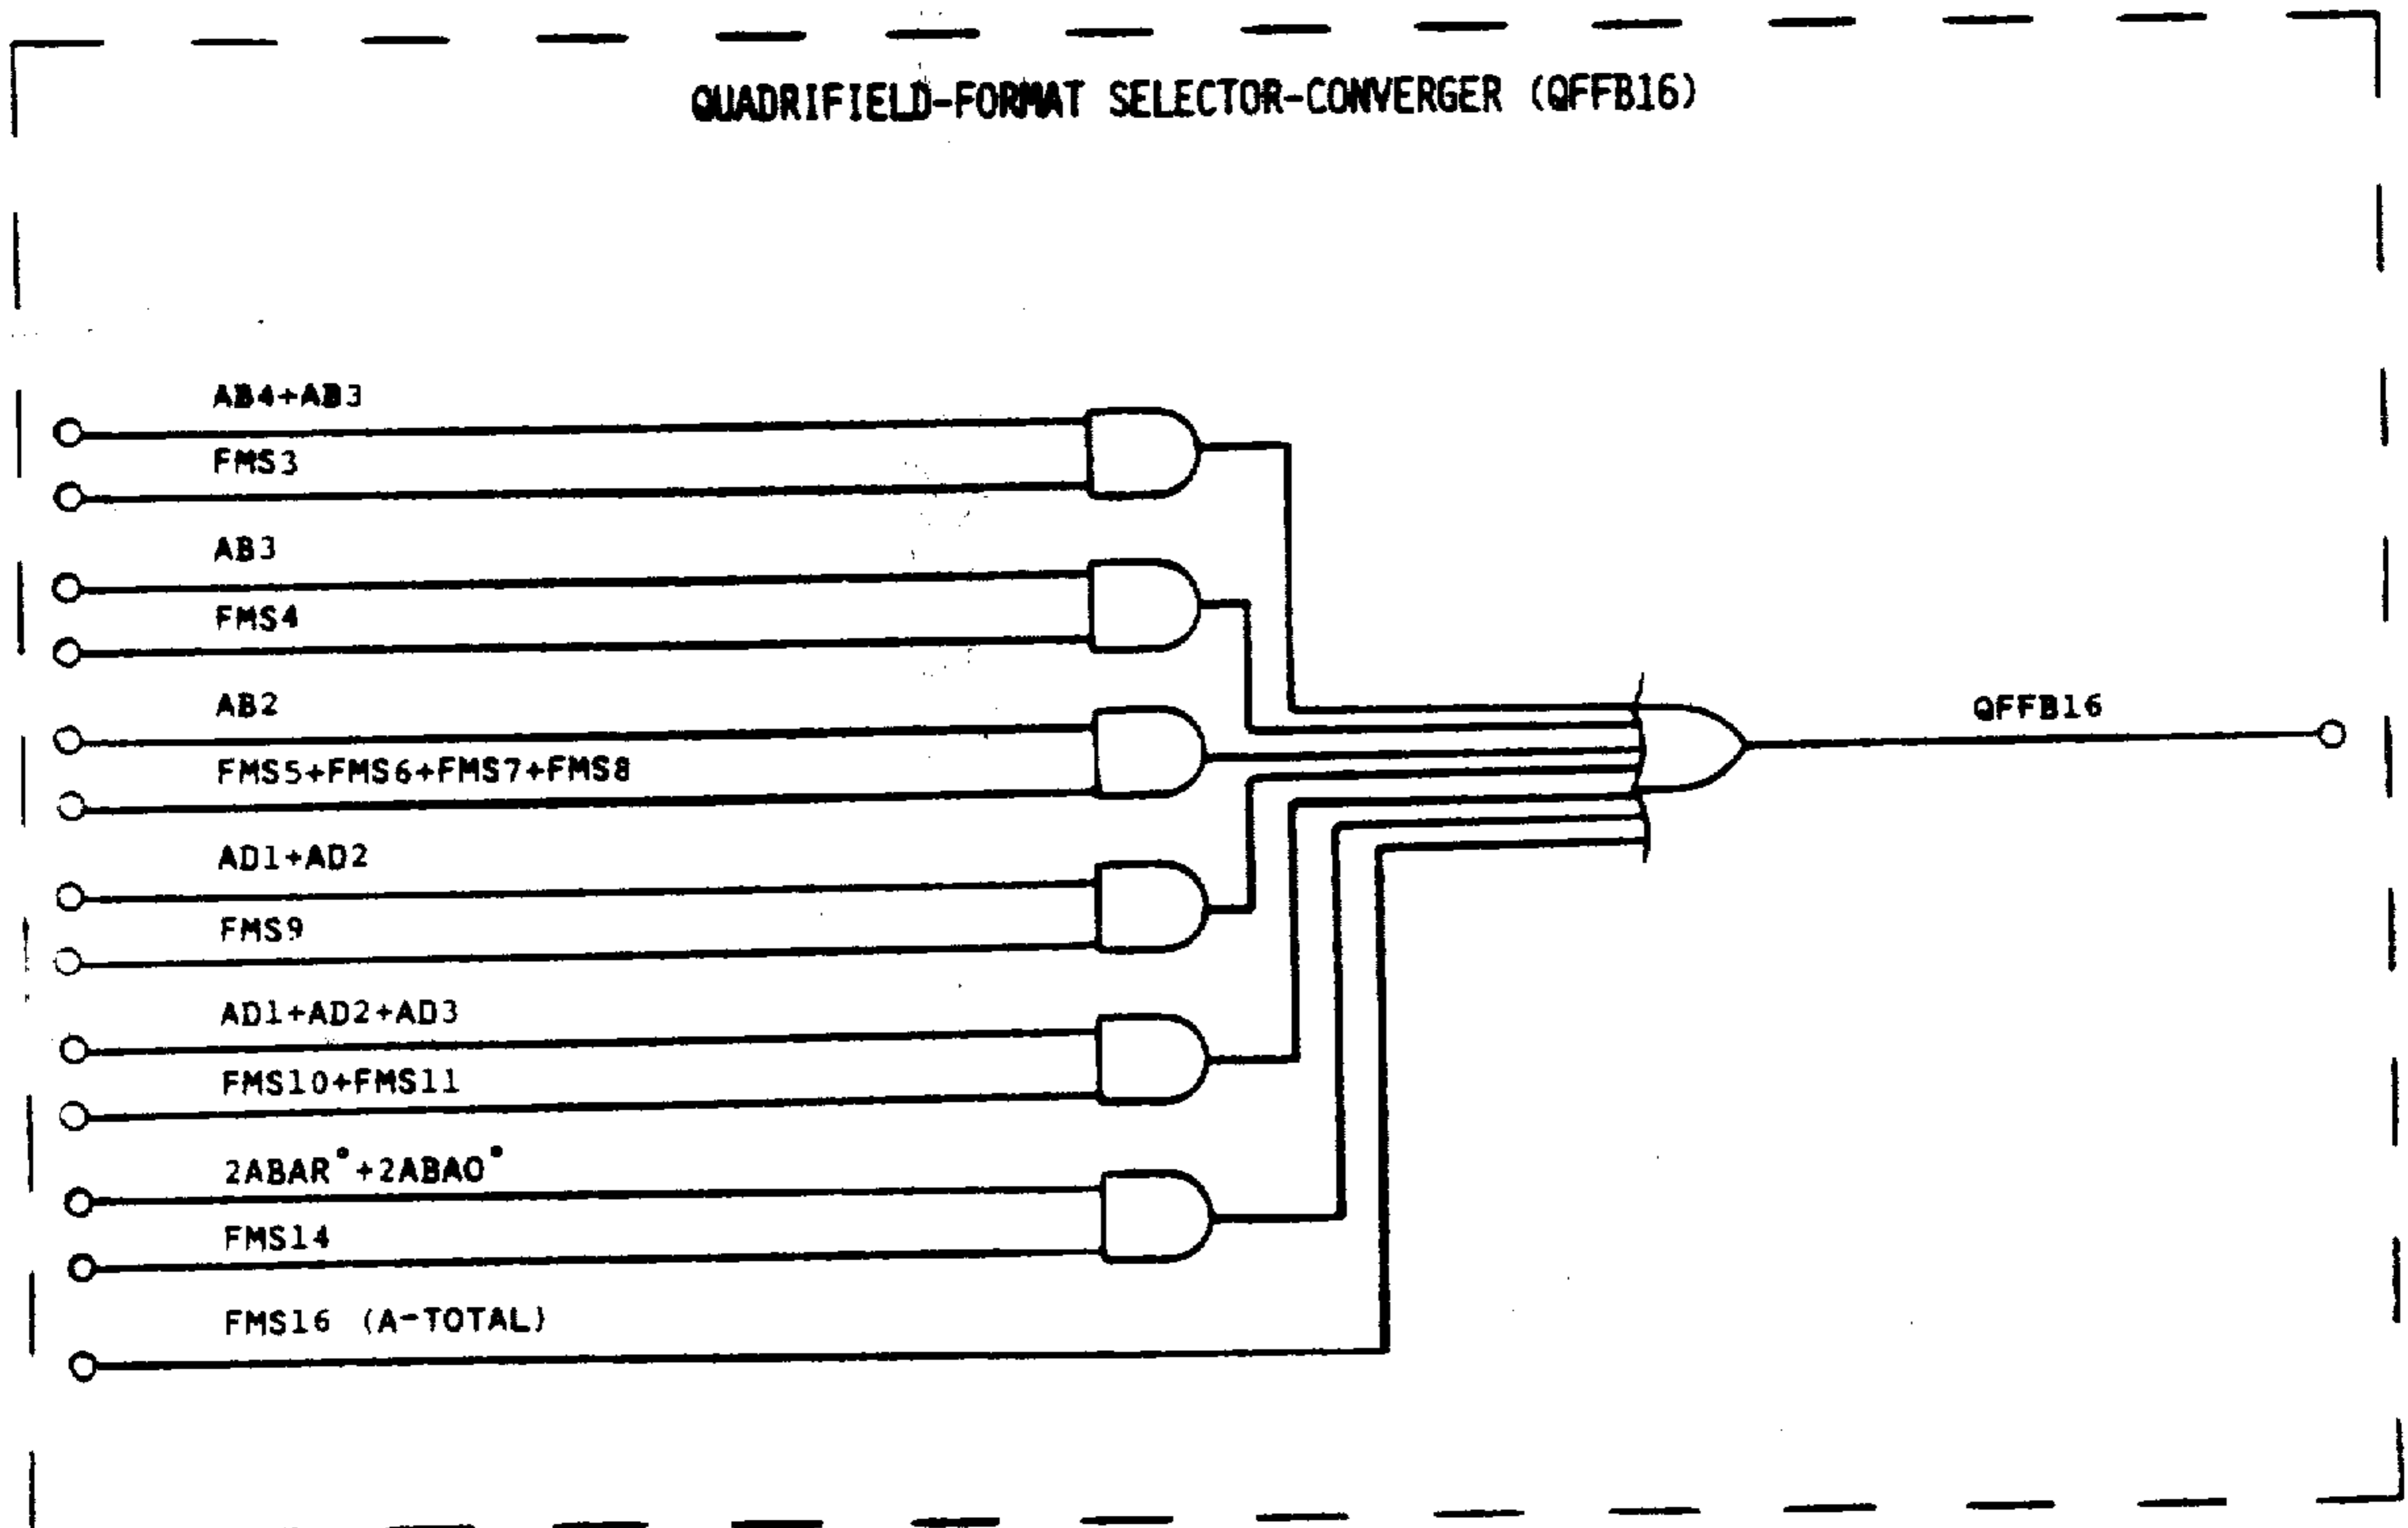 QUADRIFIELD-FORMAT SELECTOR-CONVERGER (QFFB16)
AB4+AB3
FMS3
AB3
FMS4
AB2
FMS5+FMS6+FMS7+FMS8
AD1+AD2
FMS9
AD1+AD2+AD3
FMS10+FMS11
2ABAR°+2ABAO°
FMS14
FMS16 (A-TOTAL)
QFFB16